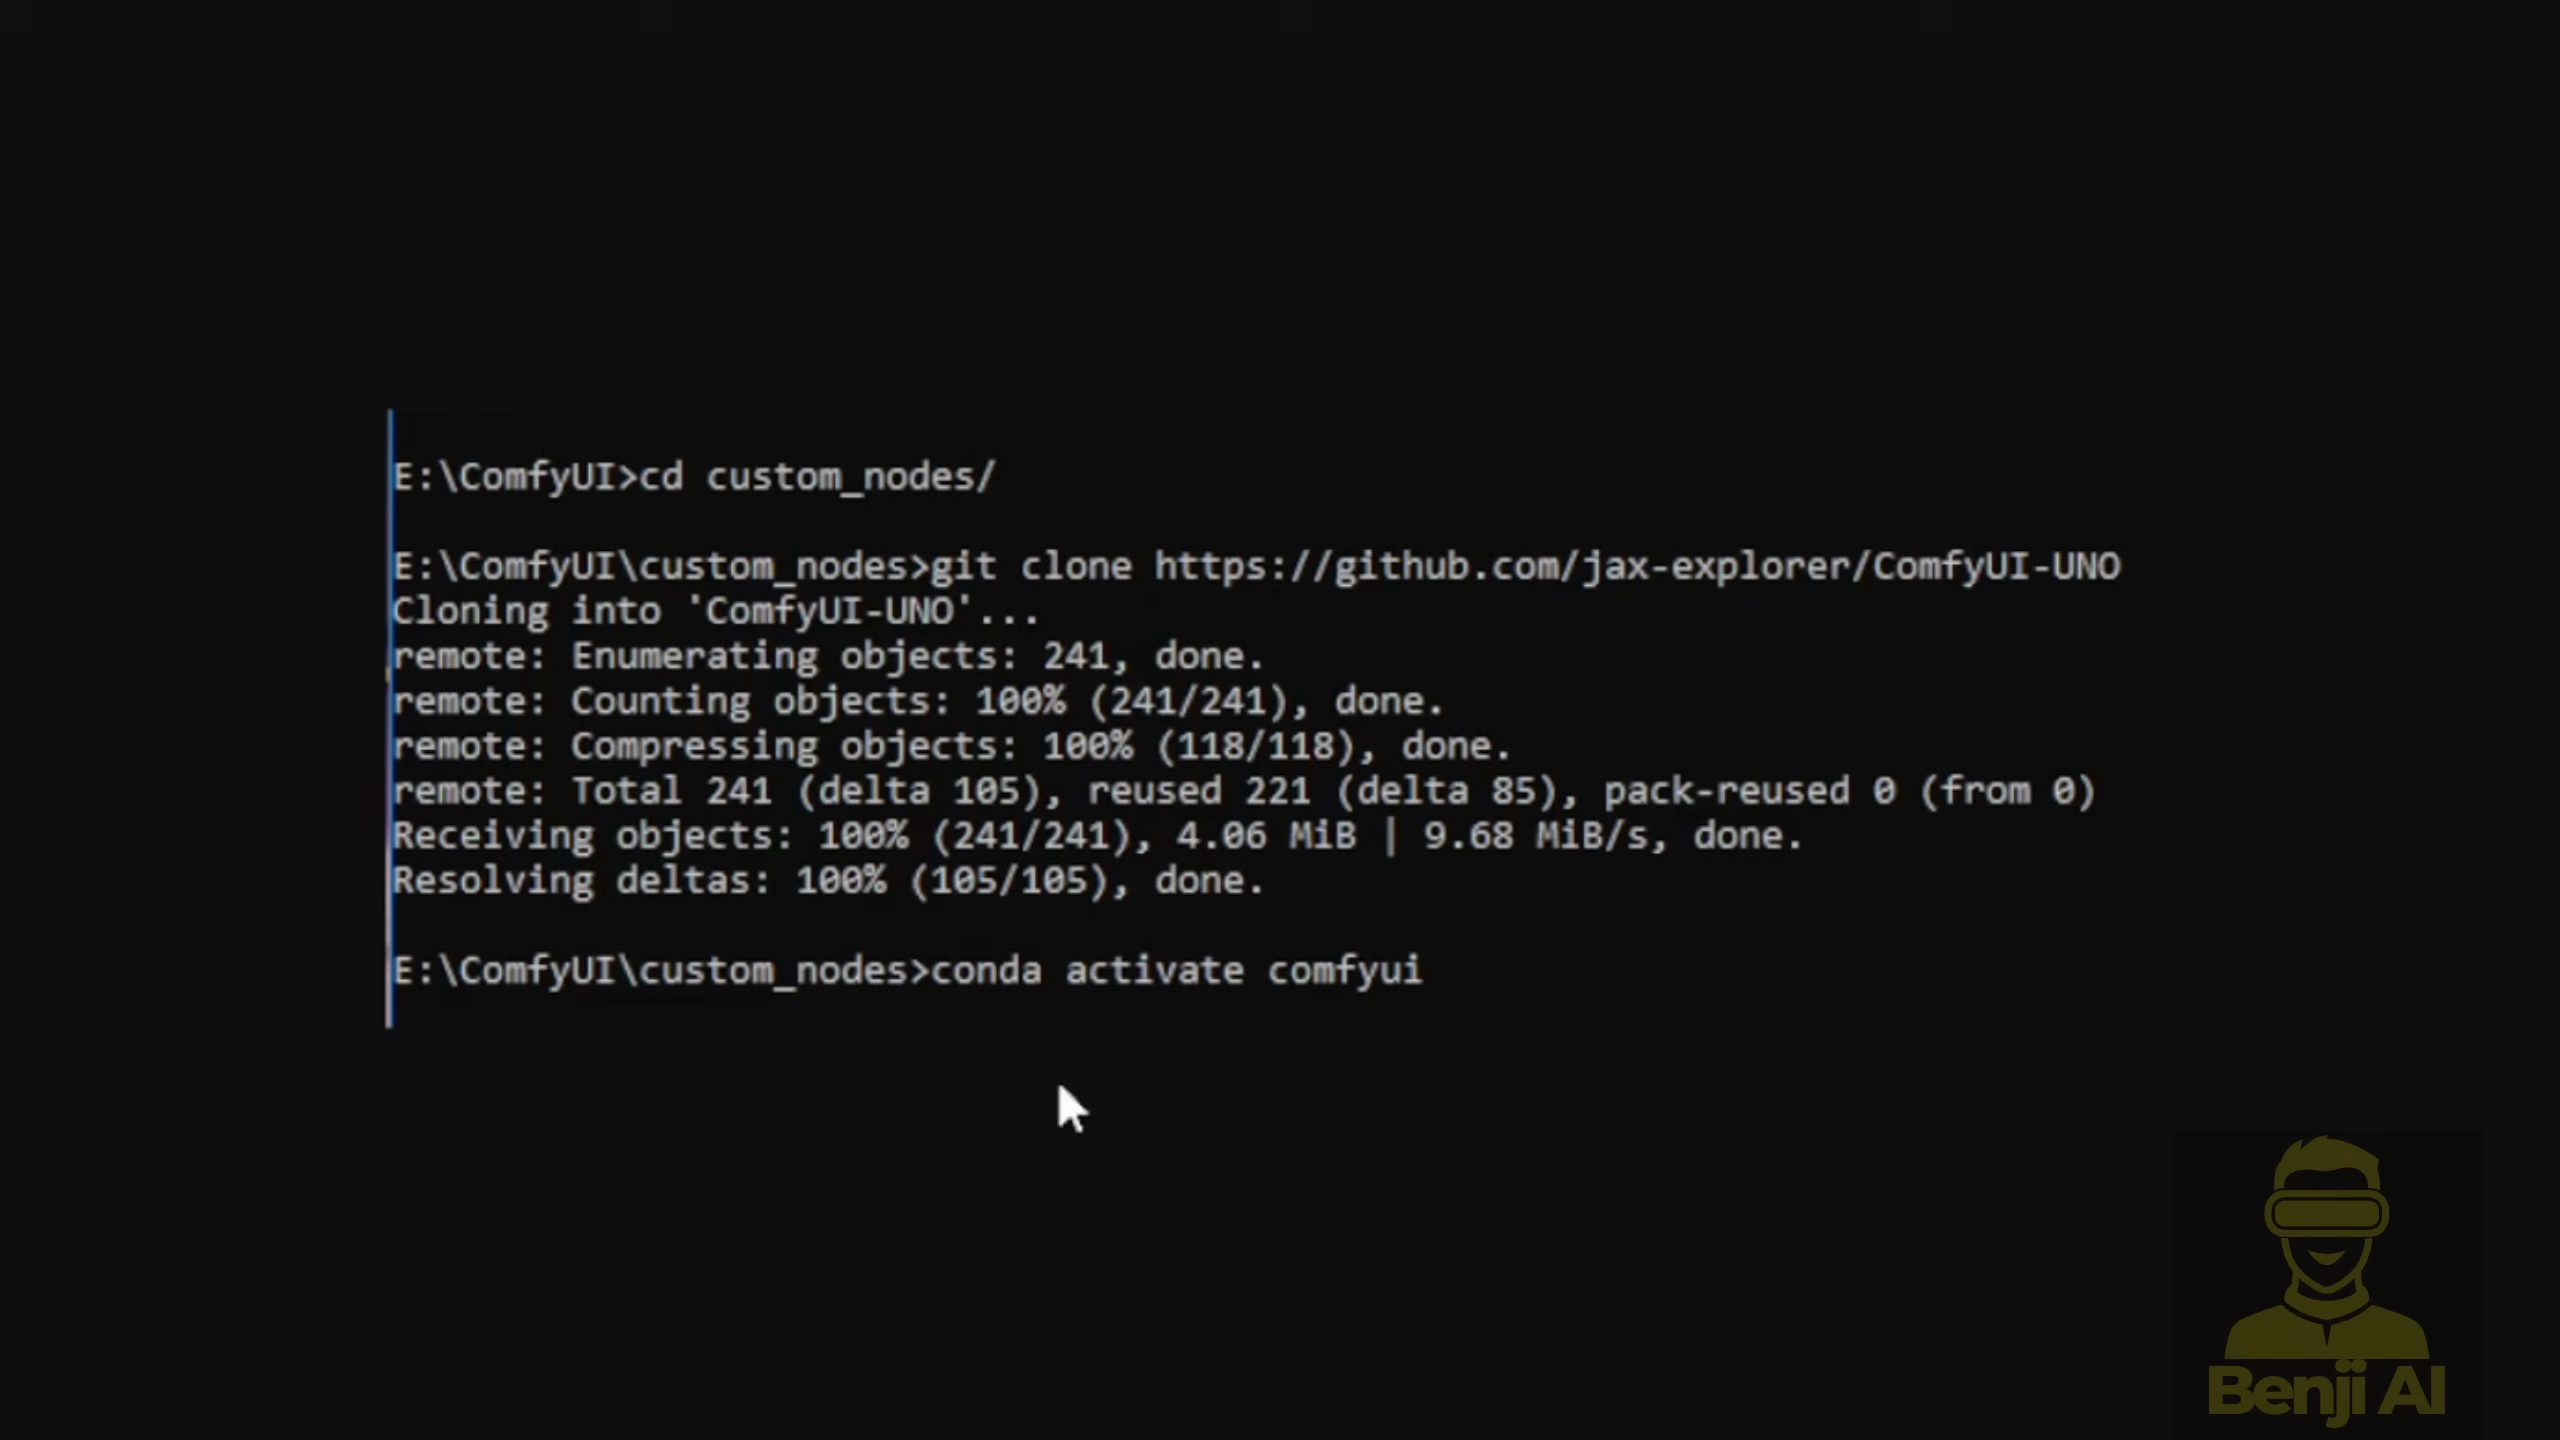 E:\ComfyUI>cd custom_nodes/
E:\ComfyUI\custom_nodes>git clone https://github.com/jax-explorer/ComfyUI-UNO
Cloning into 'ComfyUI-UNO'...
remote: Enumerating objects: 241, done.
remote: Counting objects: 100% (241/241), done.
remote: Compressing objects: 100% (118/118), done.
remote: Total 241 (delta 105), reused 221 (delta 85), pack-reused 0 (from 0)
Receiving objects: 100% (241/241), 4.06 MiB | 9.68 MiB/s, done.
Resolving deltas: 100% (105/105), done.
E:\ComfyUI\custom_nodes>conda activate comfyui
Benji AI